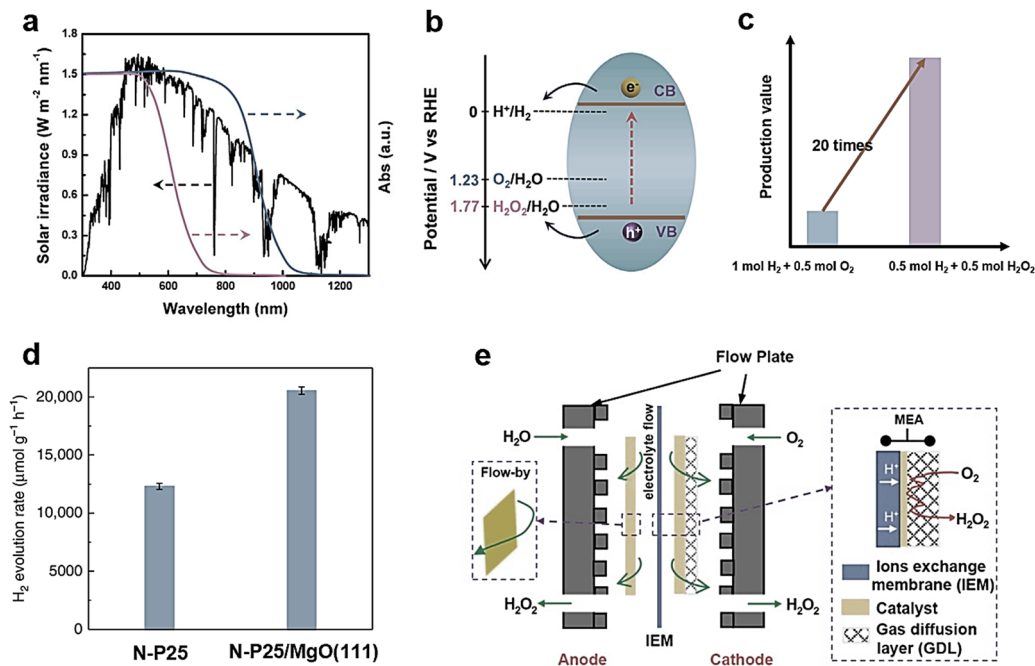 a
Solar irradiance (W m⁻² nm⁻¹)
1.8
1.5
1.2
0.9
0.6
0.3
0.0
300 400 600 800 1000 1200
Wavelength (nm)
Abs (a.u.)
b
Potential / V vs RHE
0
1.23
1.77
H⁺/H₂
O₂/H₂O
H₂O₂/H₂O
e⁻
CB
h⁺
VB
c
Production value
20 times
1 mol H₂ + 0.5 mol O₂
0.5 mol H₂ + 0.5 mol H₂O₂
d
H₂ evolution rate (μmol g⁻¹ h⁻¹)
20,000
15,000
10,000
5000
0
N-P25
N-P25/MgO(111)
e
Flow Plate
H₂O
O₂
electrolyte flow
Flow-by
H₂O₂
H₂O₂
IEM
Anode
Cathode
MEA
H⁺
O₂
H⁺
H₂O₂
Ions exchange
membrane (IEM)
Catalyst
Gas diffusion
layer (GDL)